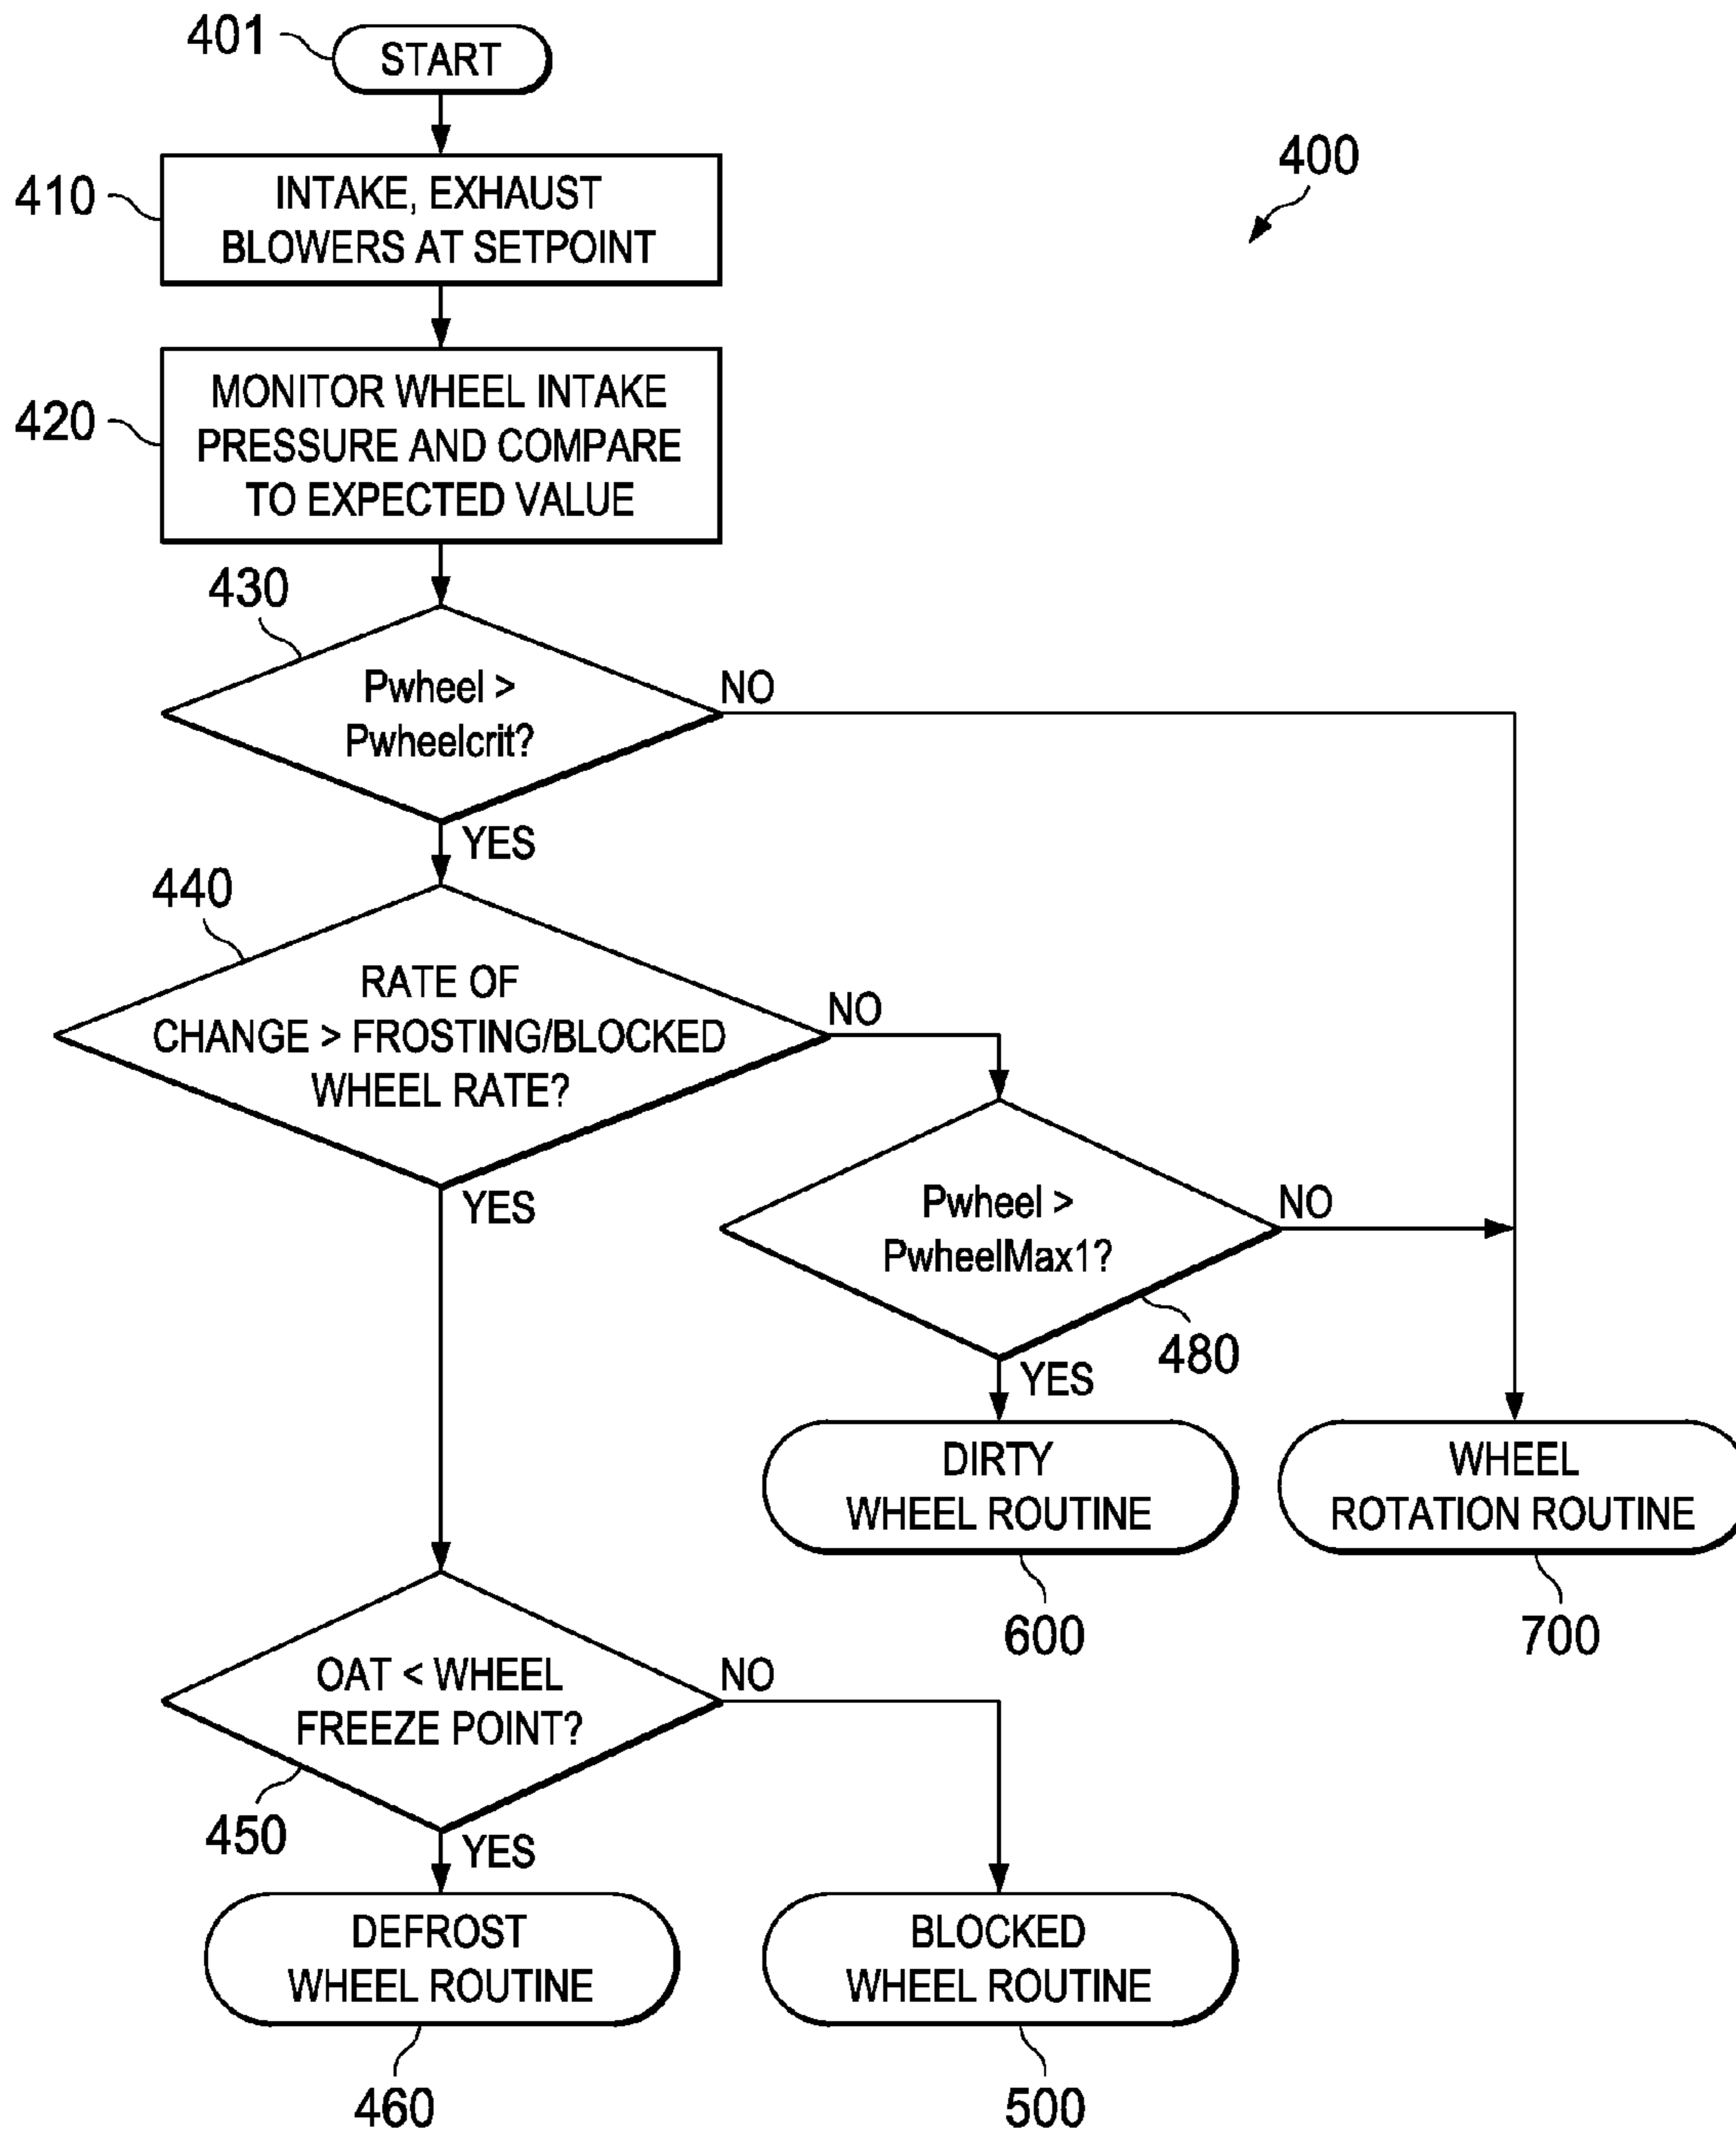 401
START
400
410
INTAKE, EXHAUST
BLOWERS AT SETPOINT
420
MONITOR WHEEL INTAKE
PRESSURE AND COMPARE
TO EXPECTED VALUE
430
Pwheel >
Pwheelcrit?
NO
YES
440
RATE OF
CHANGE > FROSTING/BLOCKED
WHEEL RATE?
NO
YES
Pwheel >
PwheelMax1?
NO
480
YES
DIRTY
WHEEL ROUTINE
600
WHEEL
ROTATION ROUTINE
700
OAT < WHEEL
FREEZE POINT?
NO
450
YES
DEFROST
WHEEL ROUTINE
460
BLOCKED
WHEEL ROUTINE
500